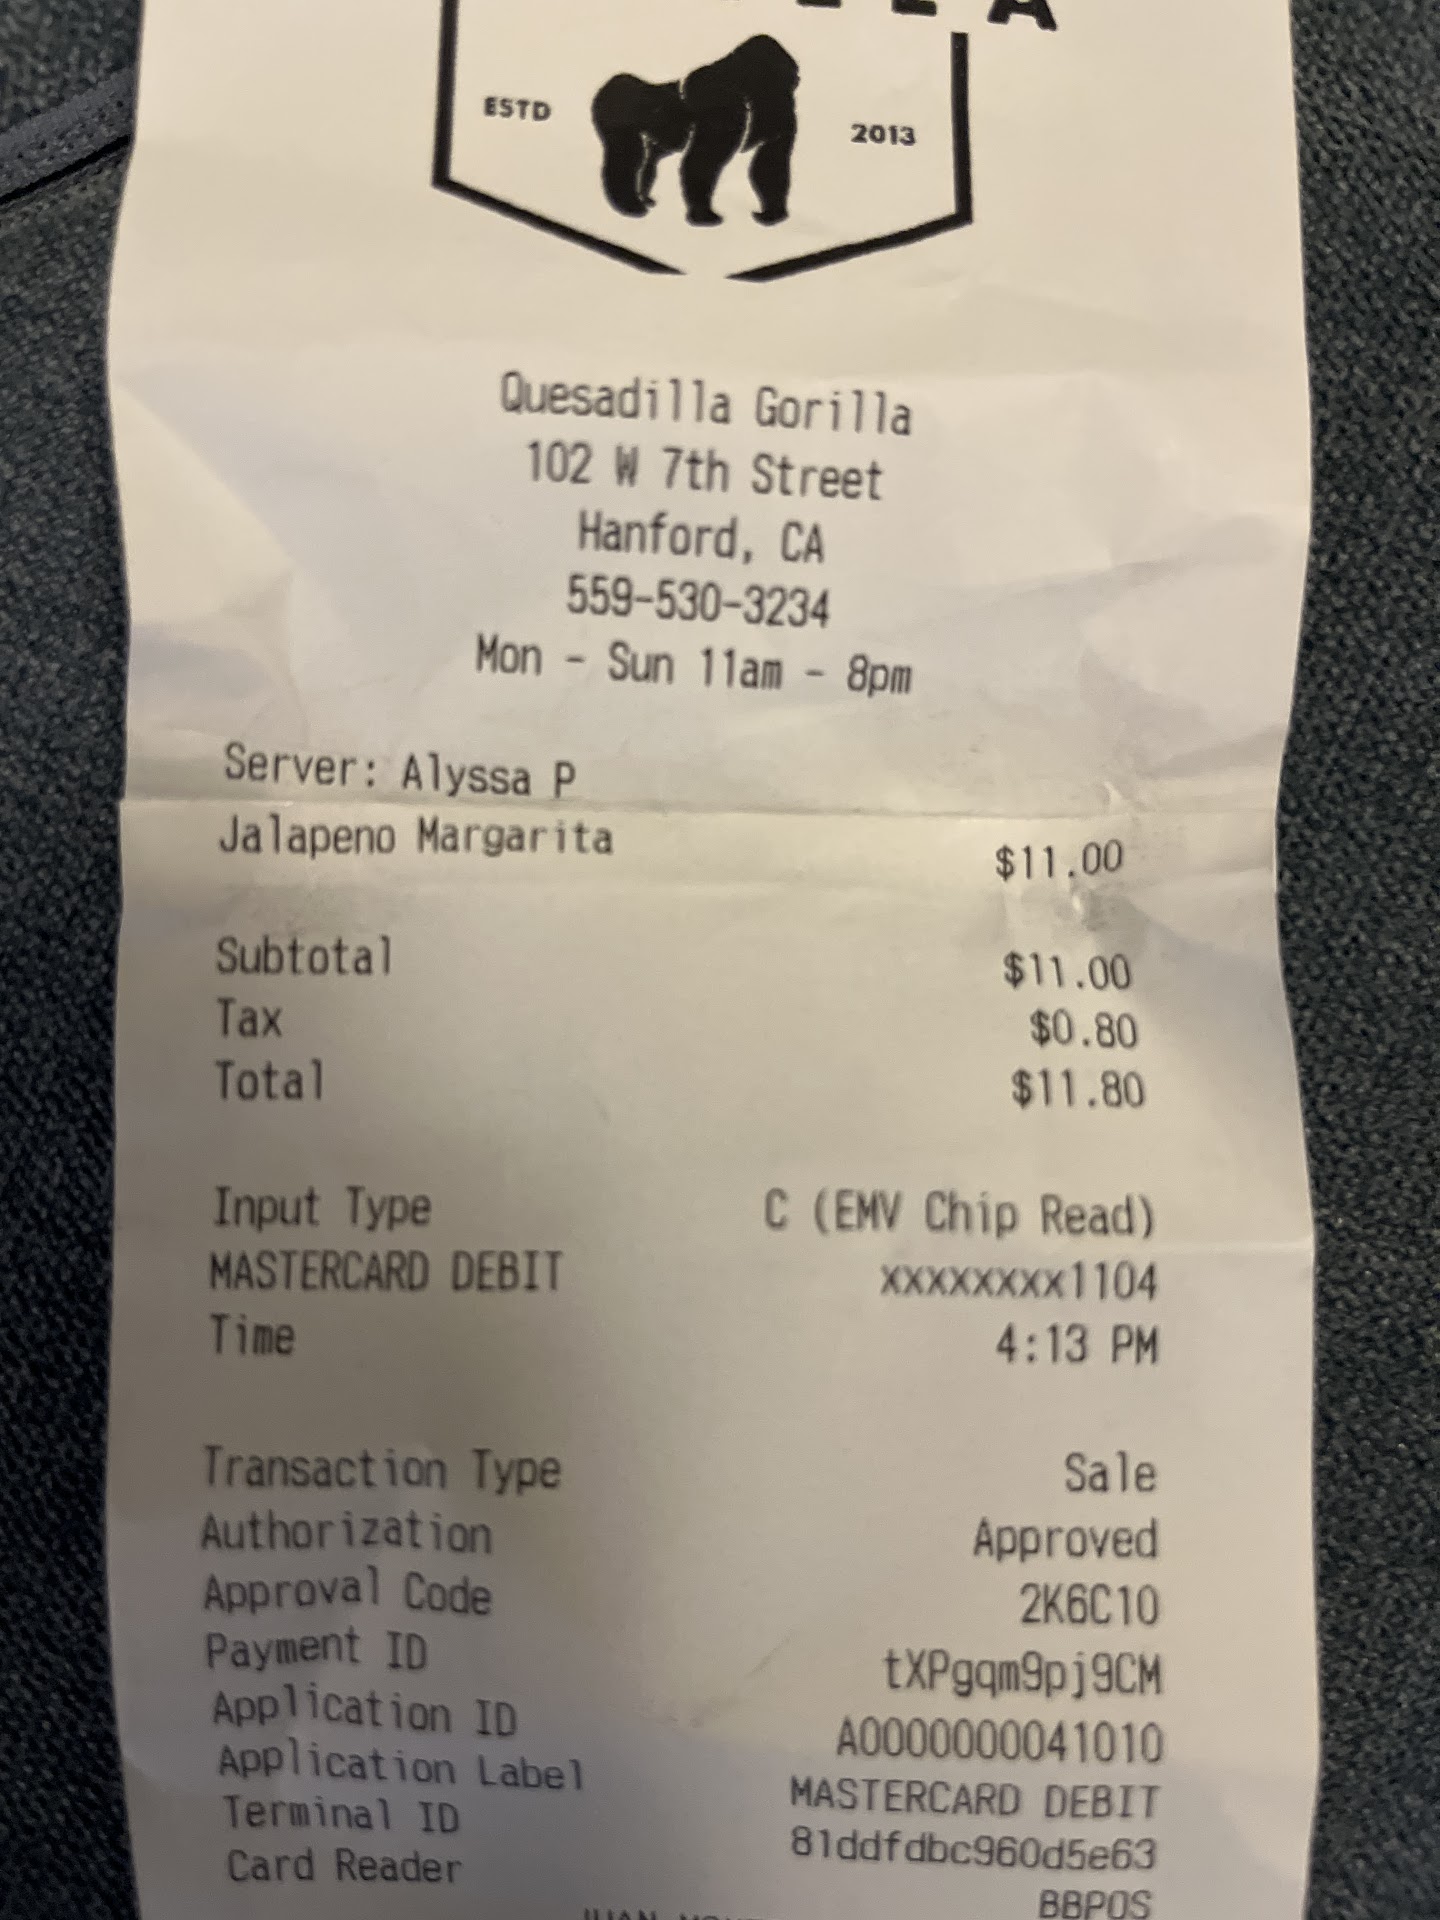 ESTD 2013
Quesadilla Gorilla
102 W 7th Street
Hanford, CA
559-530-3234
Mon - Sun 11am - 8pm
Server: Alyssa P
Jalapeno Margarita $11.00
Subtotal $11.00
Tax $0.80
Total $11.80
Input Type C (EMV Chip Read)
MASTERCARD DEBIT xxxxxxxx1104
Time 4:13 PM
Transaction Type Sale
Authorization Approved
Approval Code 2K6C10
Payment ID tXPgqm9pj9CM
Application ID A0000000041010
Application Label MASTERCARD DEBIT
Terminal ID 81ddfdbc960d5e63
Card Reader BBPOS